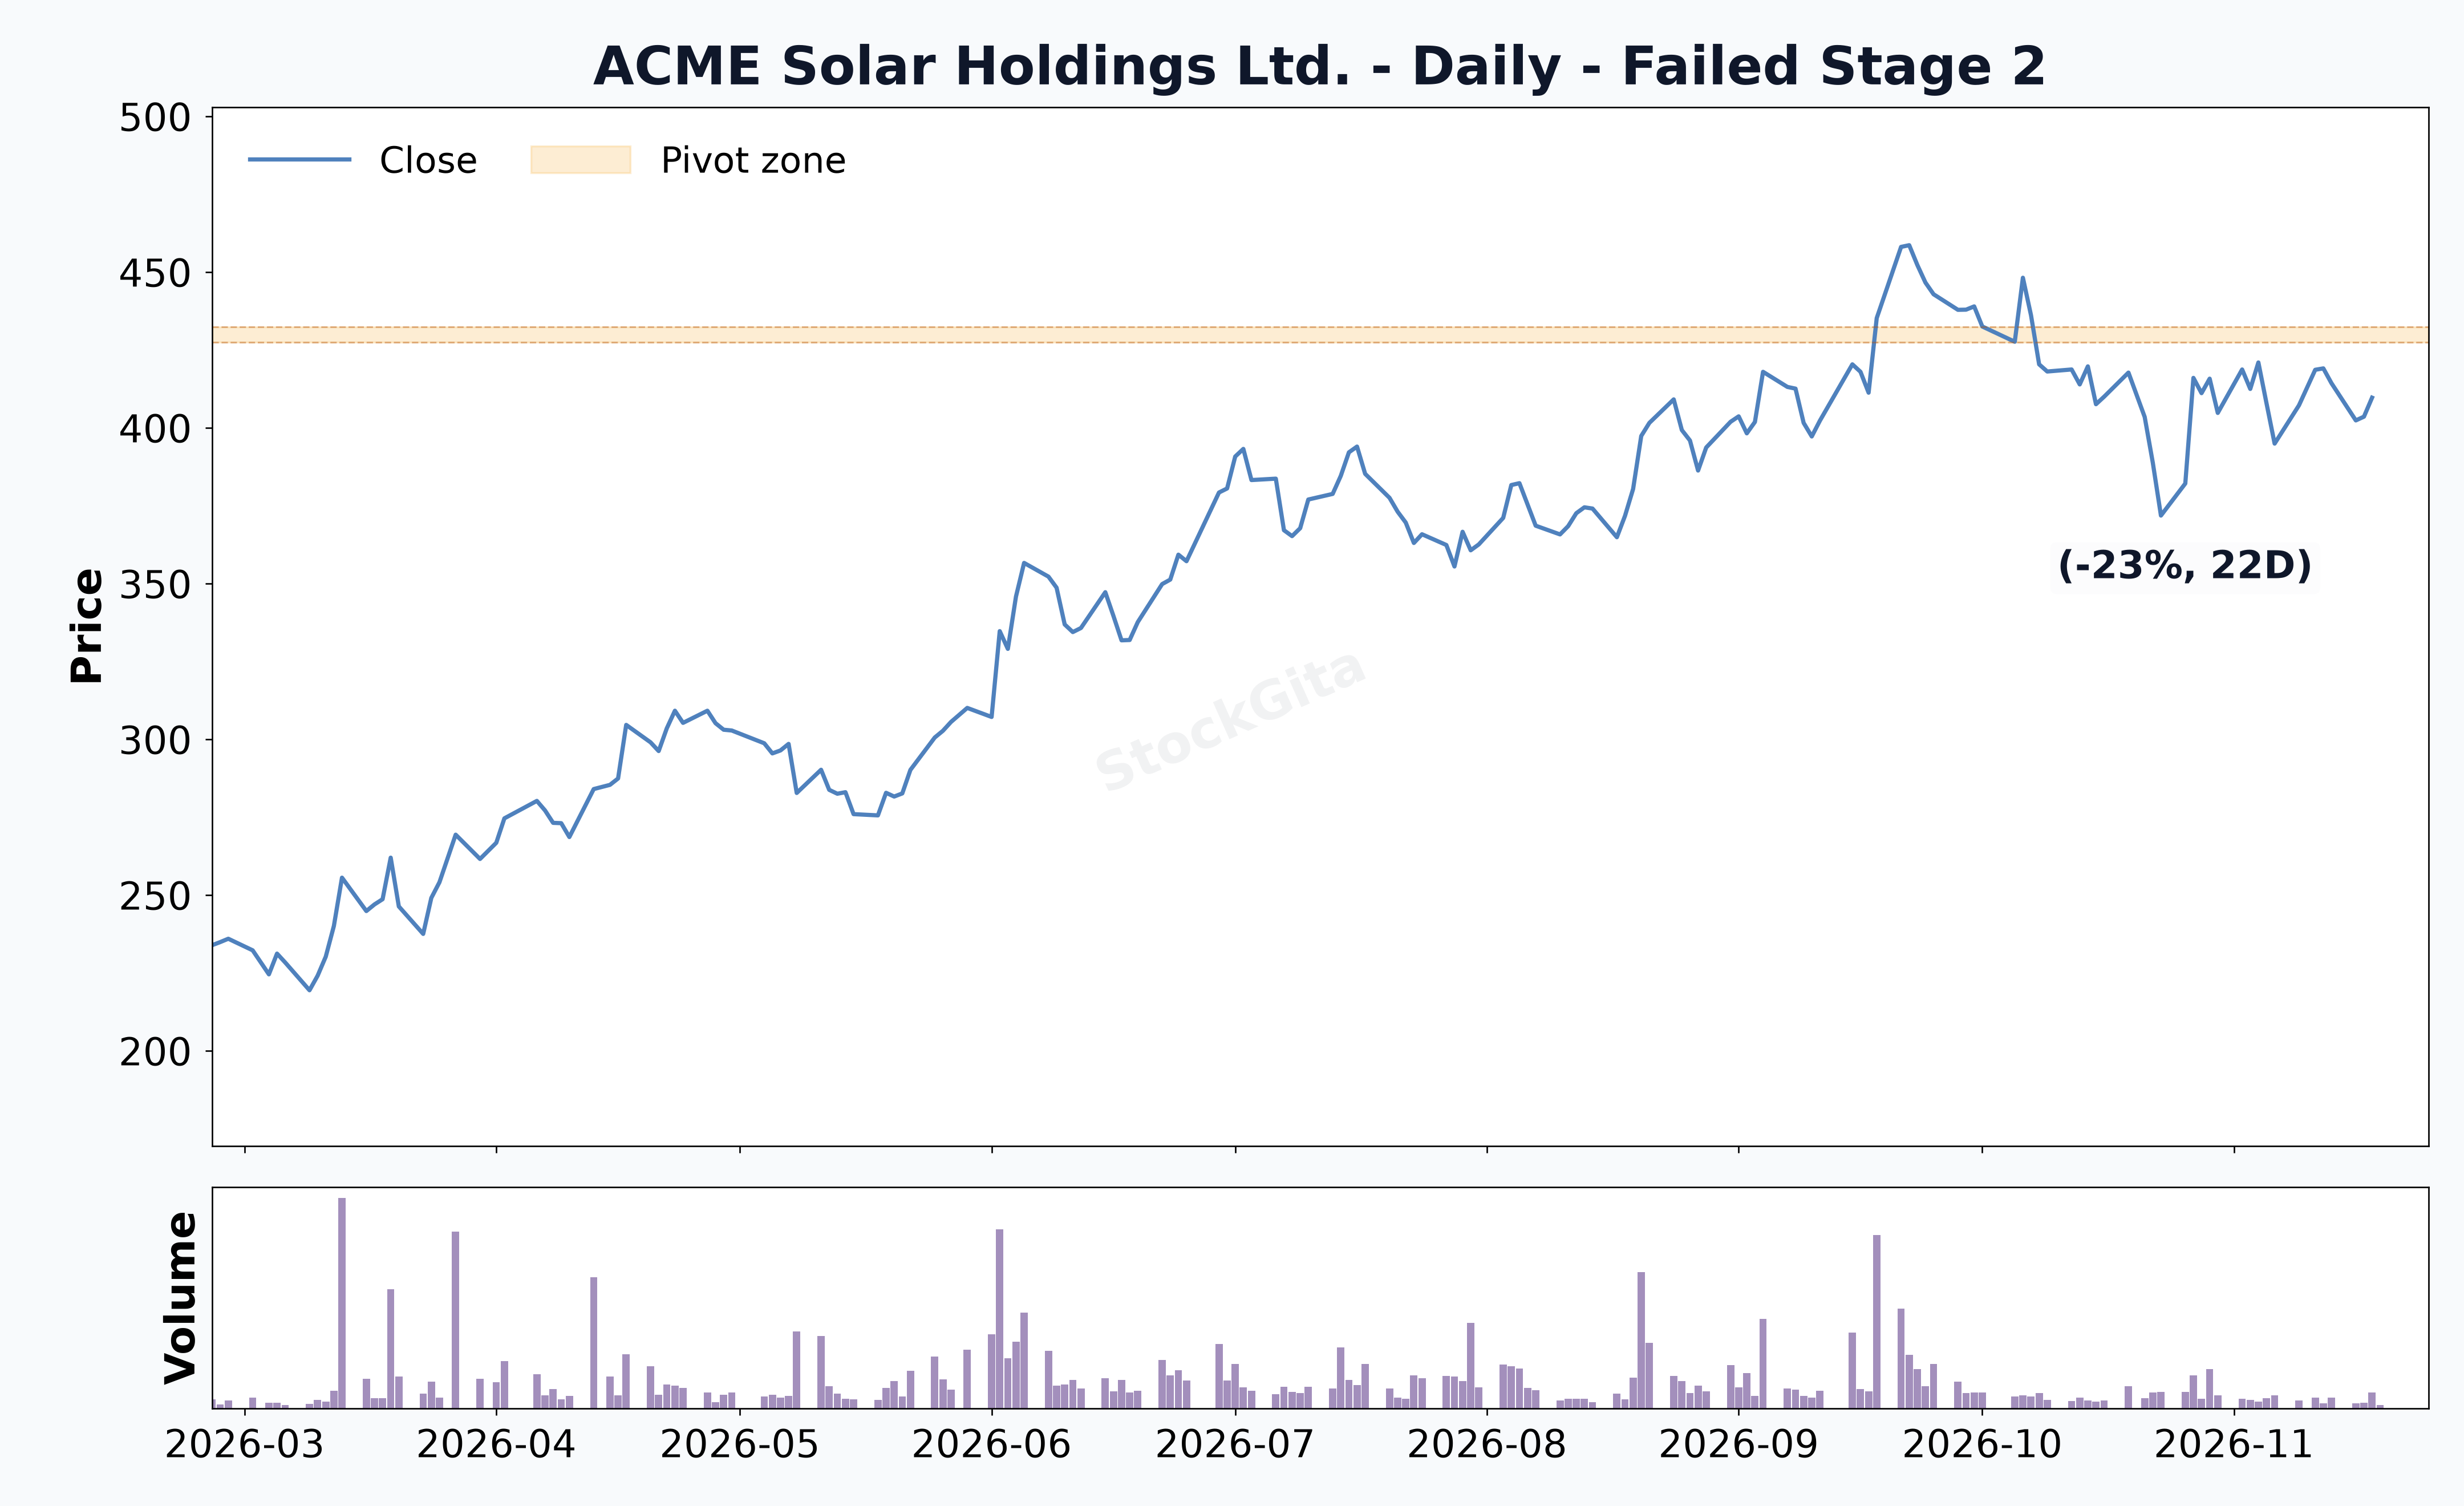 ACME Solar Holdings Ltd. - Daily - Failed Stage 2
Close
Pivot zone
Price
500
450
400
350
300
250
200
(-23%, 22D)
StockGita
Volume
2026-03
2026-04
2026-05
2026-06
2026-07
2026-08
2026-09
2026-10
2026-11